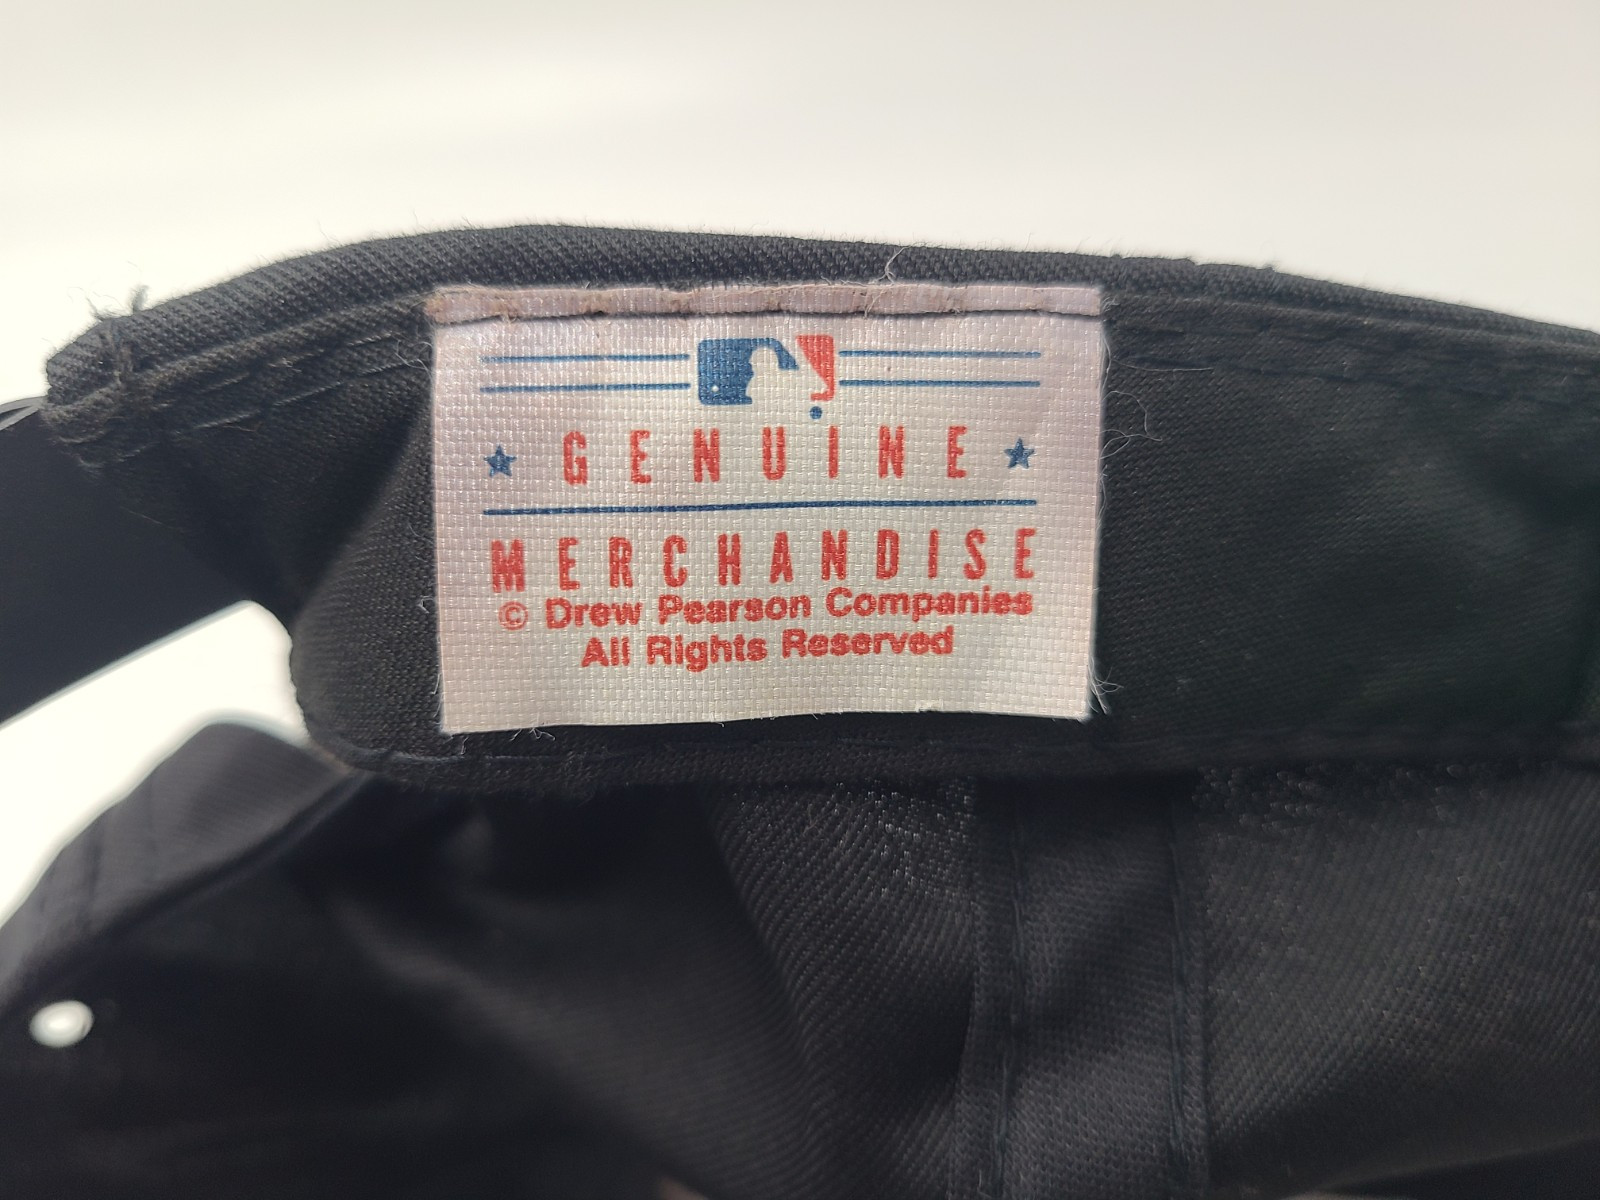 GENUINE
MERCHANDISE
© Drew Pearson Companies
All Rights Reserved